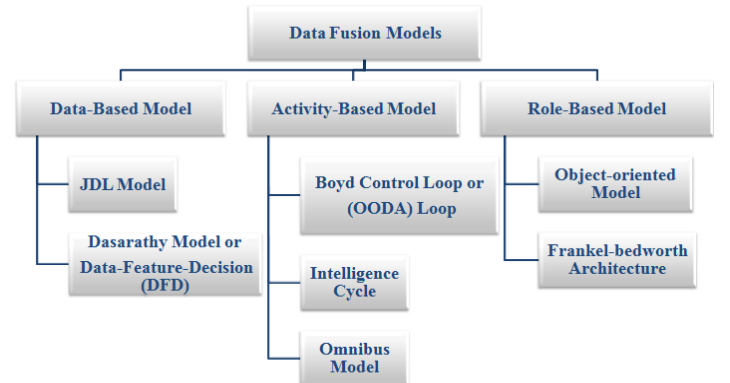 Data Fusion Models
Data-Based Model
Activity-Based Model
Role-Based Model
JDL Model
Dasarathy Model or
Data-Feature-Decision
(DFD)
Boyd Control Loop or
(OODA) Loop
Intelligence
Cycle
Omnibus
Model
Object-oriented
Model
Frankel-bedworth
Architecture